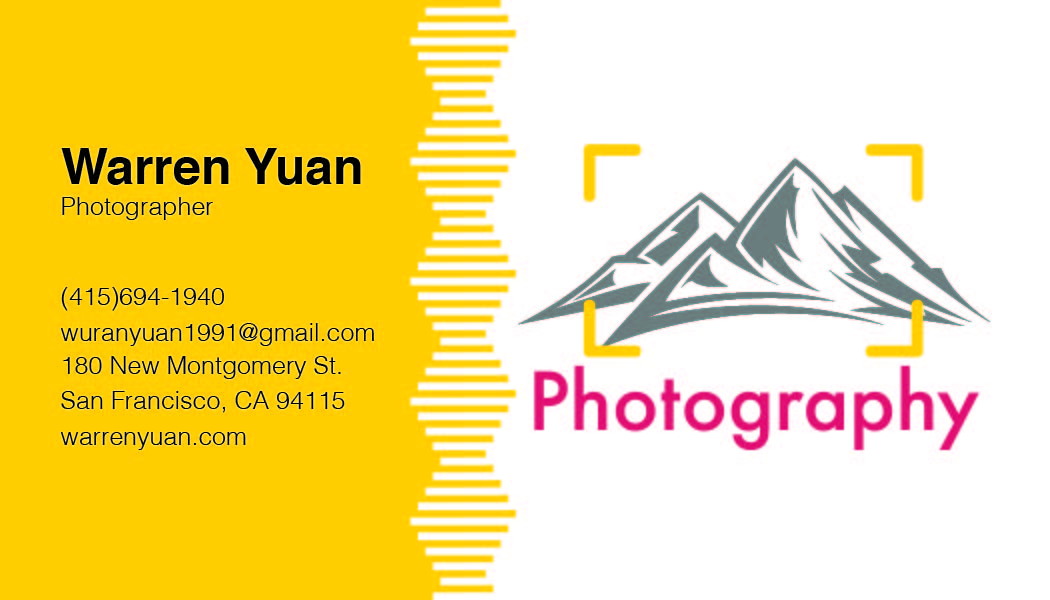 Warren Yuan
Photographer
(415)694-1940
wuranyuan1991@gmail.com
180 New Montgomery St.
San Francisco, CA 94115
warrenyuan.com
Photography